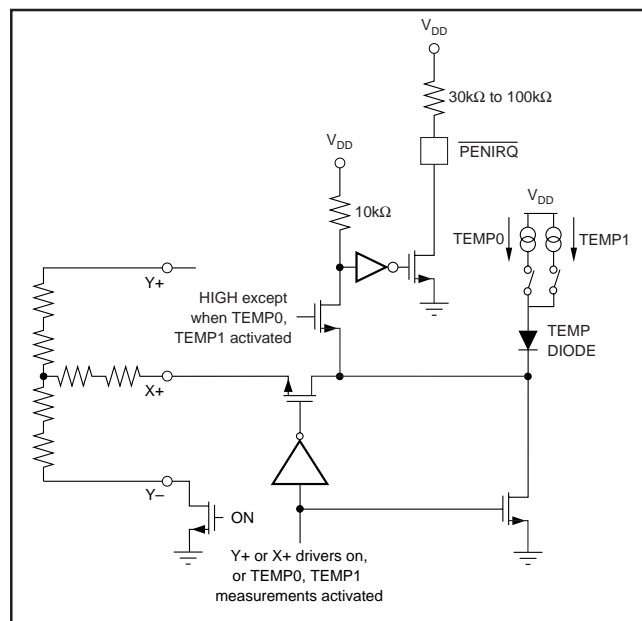 V_DD
30kΩ to 100kΩ
PENIRQ
V_DD
10kΩ
V_DD
TEMP0
TEMP1
Y+
HIGH except
when TEMP0,
TEMP1 activated
TEMP
DIODE
X+
Y–
ON
Y+ or X+ drivers on,
or TEMP0, TEMP1
measurements activated